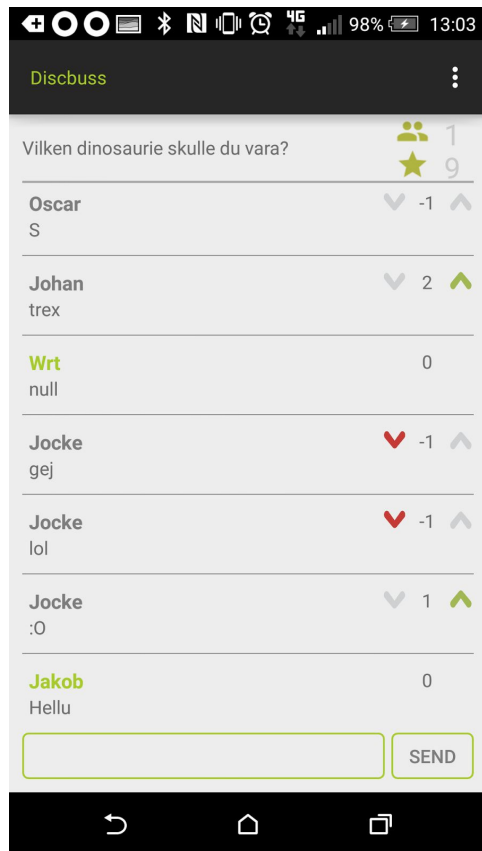 4G 98% 13:03
Discbuss
Vilken dinosaurie skulle du vara? 1
9
Oscar -1
S
Johan 2
trex
Wrt 0
null
Jocke -1
gej
Jocke -1
lol
Jocke 1
:O
Jakob 0
Hellu
SEND